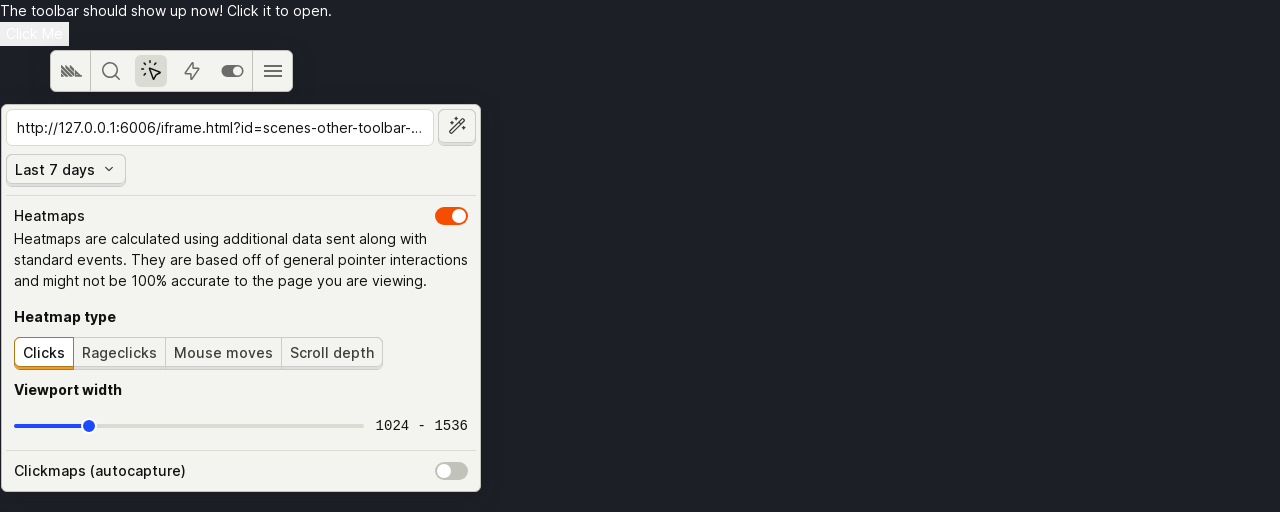 The toolbar should show up now! Click it to open.
Click Me
http://127.0.0.1:6006/iframe.html?id=scenes-other-toolbar-...
Last 7 days
Heatmaps
Heatmaps are calculated using additional data sent along with
standard events. They are based off of general pointer interactions
and might not be 100% accurate to the page you are viewing.
Heatmap type
Clicks Rageclicks Mouse moves Scroll depth
Viewport width
1024 - 1536
Clickmaps (autocapture)